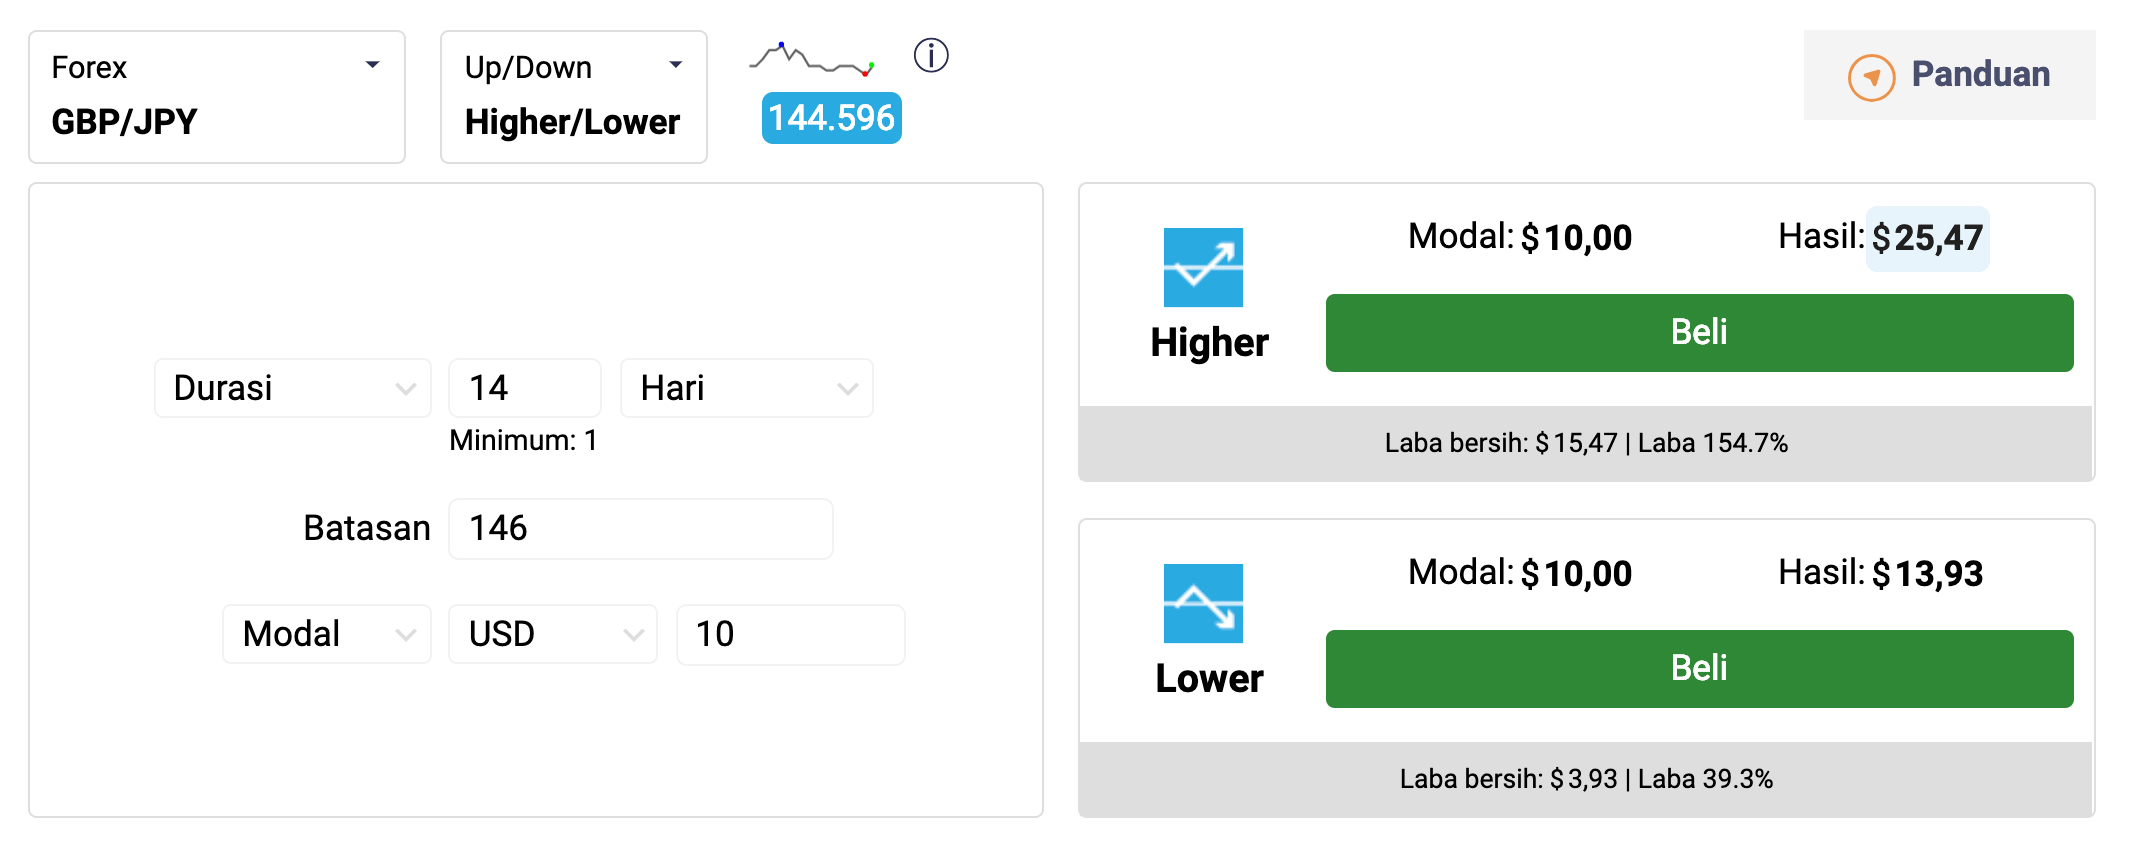 Forex
GBP/JPY
Up/Down
Higher/Lower
144.596
Panduan
Durasi 14 Hari
Minimum: 1
Batasan 146
Modal USD 10
Modal: $ 10,00 Hasil: $ 25,47
Higher
Beli
Laba bersih: $ 15,47 | Laba 154.7%
Modal: $ 10,00 Hasil: $ 13,93
Lower
Beli
Laba bersih: $ 3,93 | Laba 39.3%